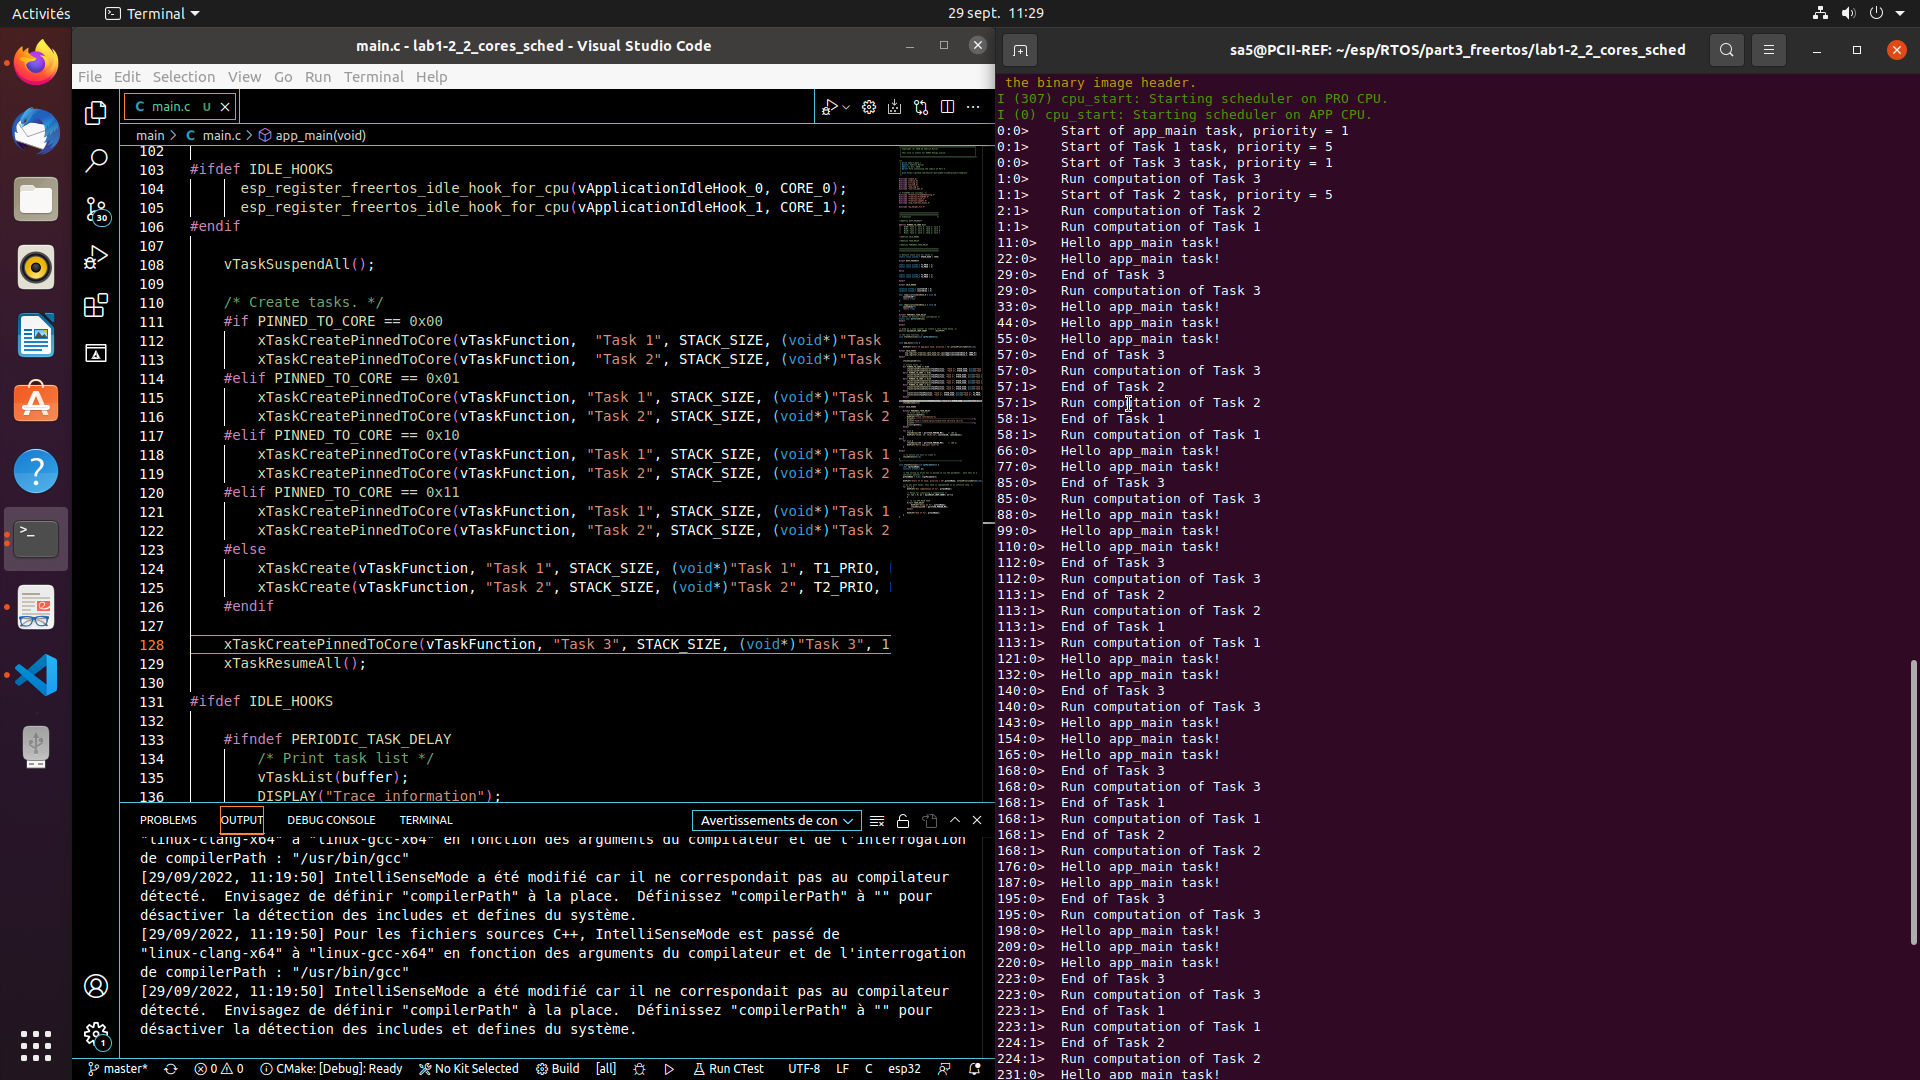 Activités
Terminal
29 sept. 11:29
main.c - lab1-2_2_cores_sched - Visual Studio Code
File Edit Selection View Go Run Terminal Help
C main.c U
main > C main.c > app_main(void)
102
103 #ifdef IDLE_HOOKS
104 esp_register_freertos_idle_hook_for_cpu(vApplicationIdleHook_0, CORE_0);
105 esp_register_freertos_idle_hook_for_cpu(vApplicationIdleHook_1, CORE_1);
106 #endif
107
108 vTaskSuspendAll();
109
110 /* Create tasks. */
111 #if PINNED_TO_CORE == 0x00
112 xTaskCreatePinnedToCore(vTaskFunction, "Task 1", STACK_SIZE, (void*)"Task
113 xTaskCreatePinnedToCore(vTaskFunction, "Task 2", STACK_SIZE, (void*)"Task
114 #elif PINNED_TO_CORE == 0x01
115 xTaskCreatePinnedToCore(vTaskFunction, "Task 1", STACK_SIZE, (void*)"Task 1
116 xTaskCreatePinnedToCore(vTaskFunction, "Task 2", STACK_SIZE, (void*)"Task 2
117 #elif PINNED_TO_CORE == 0x10
118 xTaskCreatePinnedToCore(vTaskFunction, "Task 1", STACK_SIZE, (void*)"Task 1
119 xTaskCreatePinnedToCore(vTaskFunction, "Task 2", STACK_SIZE, (void*)"Task 2
120 #elif PINNED_TO_CORE == 0x11
121 xTaskCreatePinnedToCore(vTaskFunction, "Task 1", STACK_SIZE, (void*)"Task 1
122 xTaskCreatePinnedToCore(vTaskFunction, "Task 2", STACK_SIZE, (void*)"Task 2
123 #else
124 xTaskCreate(vTaskFunction, "Task 1", STACK_SIZE, (void*)"Task 1", T1_PRIO,
125 xTaskCreate(vTaskFunction, "Task 2", STACK_SIZE, (void*)"Task 2", T2_PRIO,
126 #endif
127
128 xTaskCreatePinnedToCore(vTaskFunction, "Task 3", STACK_SIZE, (void*)"Task 3", 1
129 xTaskResumeAll();
130
131 #ifdef IDLE_HOOKS
132
133 #ifndef PERIODIC_TASK_DELAY
134 /* Print task list */
135 vTaskList(buffer);
136 DISPLAY("Trace information");
30
1
PROBLEMS OUTPUT DEBUG CONSOLE TERMINAL
Avertissements de con
"linux-clang-x64" à "linux-gcc-x64" en fonction des arguments du compilateur et de l'interrogation
de compilerPath : "/usr/bin/gcc"
[29/09/2022, 11:19:50] IntelliSenseMode a été modifié car il ne correspondait pas au compilateur
détecté. Envisagez de définir "compilerPath" à la place. Définissez "compilerPath" à "" pour
désactiver la détection des includes et defines du système.
[29/09/2022, 11:19:50] Pour les fichiers sources C++, IntelliSenseMode est passé de
"linux-clang-x64" à "linux-gcc-x64" en fonction des arguments du compilateur et de l'interrogation
de compilerPath : "/usr/bin/gcc"
[29/09/2022, 11:19:50] IntelliSenseMode a été modifié car il ne correspondait pas au compilateur
détecté. Envisagez de définir "compilerPath" à la place. Définissez "compilerPath" à "" pour
désactiver la détection des includes et defines du système.
master* 0 0 CMake: [Debug]: Ready No Kit Selected Build [all] Run CTest UTF-8 LF C esp32
sa5@PCII-REF: ~/esp/RTOS/part3_freertos/lab1-2_2_cores_sched
the binary image header.
I (307) cpu_start: Starting scheduler on PRO CPU.
I (0) cpu_start: Starting scheduler on APP CPU.
0:0> Start of app_main task, priority = 1
0:1> Start of Task 1 task, priority = 5
0:0> Start of Task 3 task, priority = 1
1:0> Run computation of Task 3
1:1> Start of Task 2 task, priority = 5
2:1> Run computation of Task 2
1:1> Run computation of Task 1
11:0> Hello app_main task!
22:0> Hello app_main task!
29:0> End of Task 3
29:0> Run computation of Task 3
33:0> Hello app_main task!
44:0> Hello app_main task!
55:0> Hello app_main task!
57:0> End of Task 3
57:0> Run computation of Task 3
57:1> End of Task 2
57:1> Run computation of Task 2
58:1> End of Task 1
58:1> Run computation of Task 1
66:0> Hello app_main task!
77:0> Hello app_main task!
85:0> End of Task 3
85:0> Run computation of Task 3
88:0> Hello app_main task!
99:0> Hello app_main task!
110:0> Hello app_main task!
112:0> End of Task 3
112:0> Run computation of Task 3
113:1> End of Task 2
113:1> Run computation of Task 2
113:1> End of Task 1
113:1> Run computation of Task 1
121:0> Hello app_main task!
132:0> Hello app_main task!
140:0> End of Task 3
140:0> Run computation of Task 3
143:0> Hello app_main task!
154:0> Hello app_main task!
165:0> Hello app_main task!
168:0> End of Task 3
168:0> Run computation of Task 3
168:1> End of Task 1
168:1> Run computation of Task 1
168:1> End of Task 2
168:1> Run computation of Task 2
176:0> Hello app_main task!
187:0> Hello app_main task!
195:0> End of Task 3
195:0> Run computation of Task 3
198:0> Hello app_main task!
209:0> Hello app_main task!
220:0> Hello app_main task!
223:0> End of Task 3
223:0> Run computation of Task 3
223:1> End of Task 1
223:1> Run computation of Task 1
224:1> End of Task 2
224:1> Run computation of Task 2
231:0> Hello app_main task!